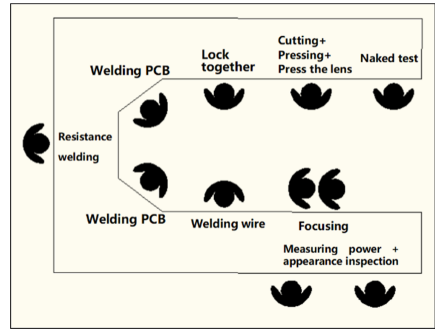 Cutting+
Pressing+
Press the lens
Lock
together
Naked test
Welding PCB
Resistance
welding
Welding PCB
Welding wire
Focusing
Measuring power +
appearance inspection